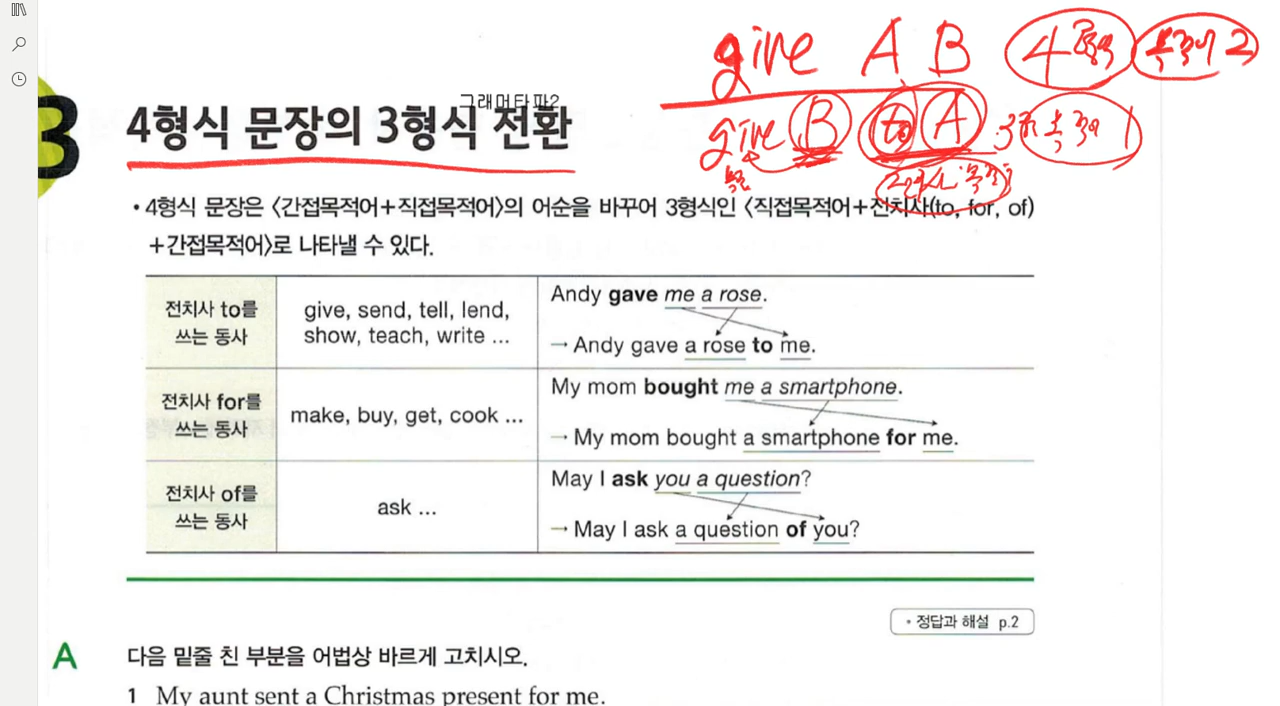 give A B 4형식 목적어 2
그래머타파2
3 4형식 문장의 3형식 전환
give B to A 3형 목적어 1
• 4형식 문장은 〈간접목적어+직접목적어〉의 어순을 바꾸어 3형식인 〈직접목적어+전치사(to, for, of)
+간접목적어〉로 나타낼 수 있다.
전치사 to를
쓰는 동사
give, send, tell, lend,
show, teach, write ...
Andy gave me a rose.
→ Andy gave a rose to me.
전치사 for를
쓰는 동사
make, buy, get, cook ...
My mom bought me a smartphone.
→ My mom bought a smartphone for me.
전치사 of를
쓰는 동사
ask ...
May I ask you a question?
→ May I ask a question of you?
• 정답과 해설 p.2
A 다음 밑줄 친 부분을 어법상 바르게 고치시오.
1 My aunt sent a Christmas present for me.